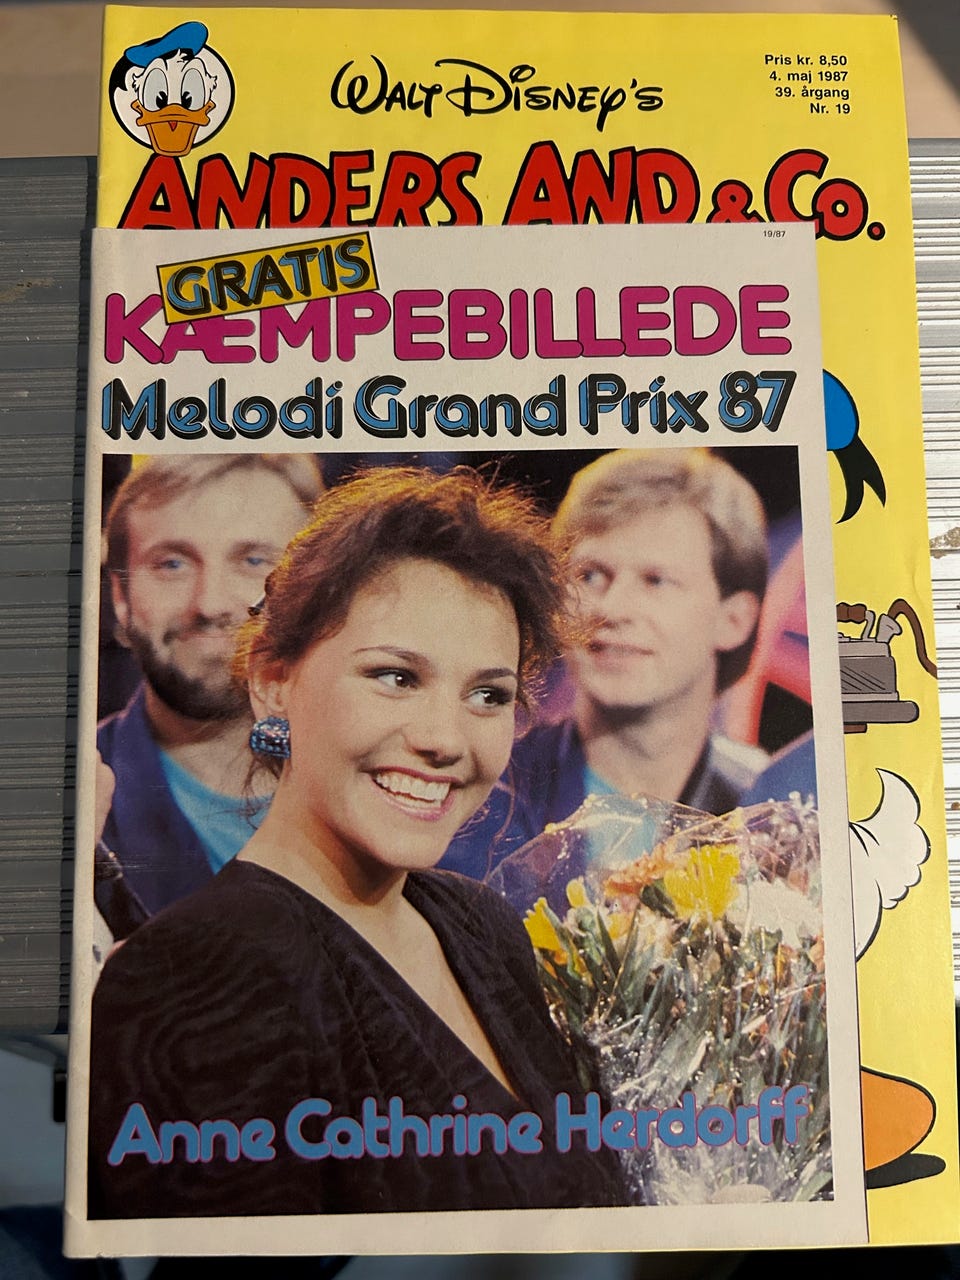 Walt Disney's
Pris kr. 8,50
4. maj 1987
39. årgang
Nr. 19
ANDERS AND & Co.
19/87
GRATIS
KÆMPEBILLEDE
Melodi Grand Prix 87
Anne Cathrine Herdorff